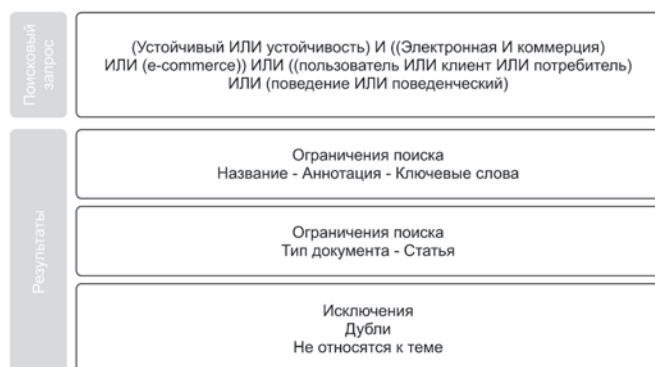 Поисковый
запрос
(Устойчивый ИЛИ устойчивость) И ((Электронная И коммерция)
ИЛИ (e-commerce)) ИЛИ ((пользователь ИЛИ клиент ИЛИ потребитель)
ИЛИ (поведение ИЛИ поведенческий)
Результаты
Ограничения поиска
Название - Аннотация - Ключевые слова
Ограничения поиска
Тип документа - Статья
Исключения
Дубли
Не относятся к теме